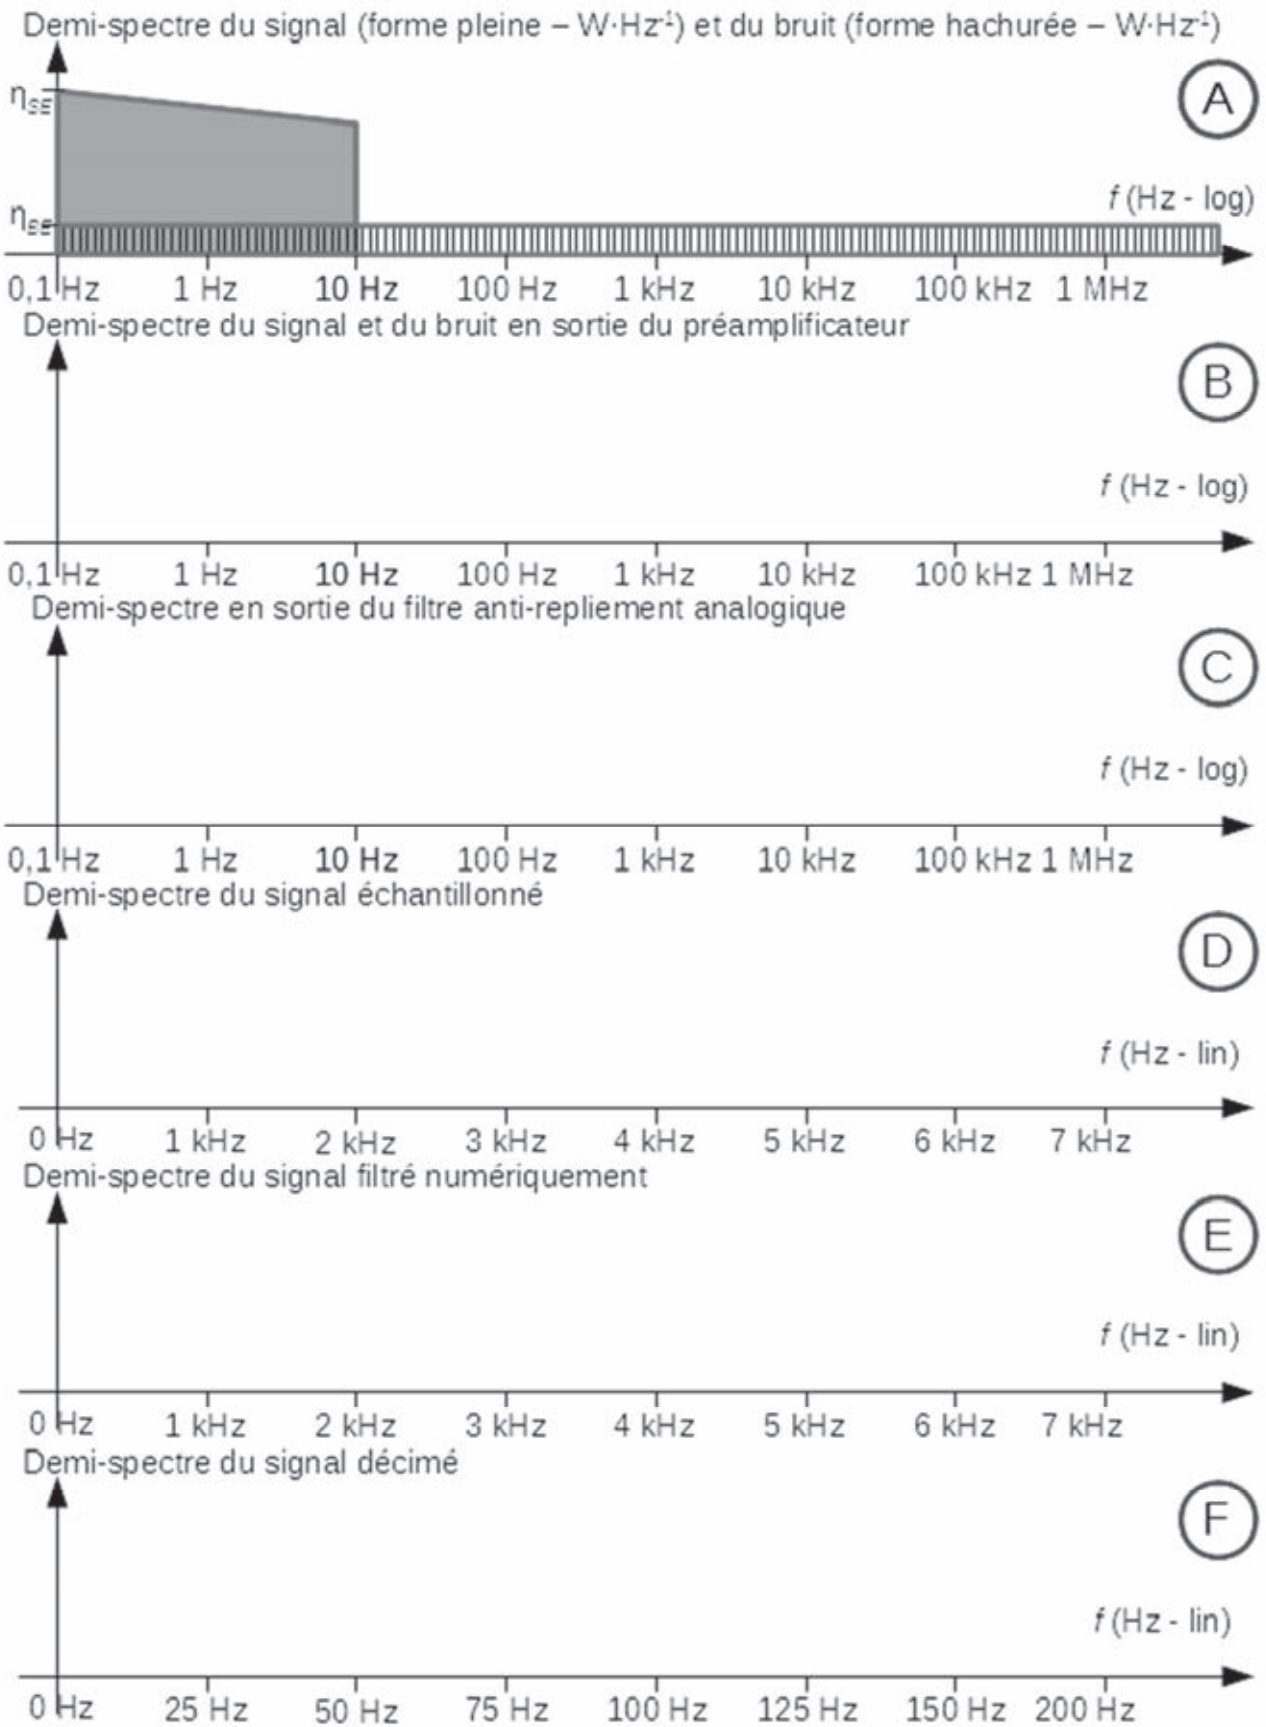 Demi-spectre du signal (forme pleine – W·Hz⁻¹) et du bruit (forme hachurée – W·Hz⁻¹)
A
f (Hz - log)
0,1 Hz 1 Hz 10 Hz 100 Hz 1 kHz 10 kHz 100 kHz 1 MHz
Demi-spectre du signal et du bruit en sortie du préamplificateur
B
f (Hz - log)
0,1 Hz 1 Hz 10 Hz 100 Hz 1 kHz 10 kHz 100 kHz 1 MHz
Demi-spectre en sortie du filtre anti-repliement analogique
C
f (Hz - log)
0,1 Hz 1 Hz 10 Hz 100 Hz 1 kHz 10 kHz 100 kHz 1 MHz
Demi-spectre du signal échantillonné
D
f (Hz - lin)
0 Hz 1 kHz 2 kHz 3 kHz 4 kHz 5 kHz 6 kHz 7 kHz
Demi-spectre du signal filtré numériquement
E
f (Hz - lin)
0 Hz 1 kHz 2 kHz 3 kHz 4 kHz 5 kHz 6 kHz 7 kHz
Demi-spectre du signal décimé
F
f (Hz - lin)
0 Hz 25 Hz 50 Hz 75 Hz 100 Hz 125 Hz 150 Hz 200 Hz